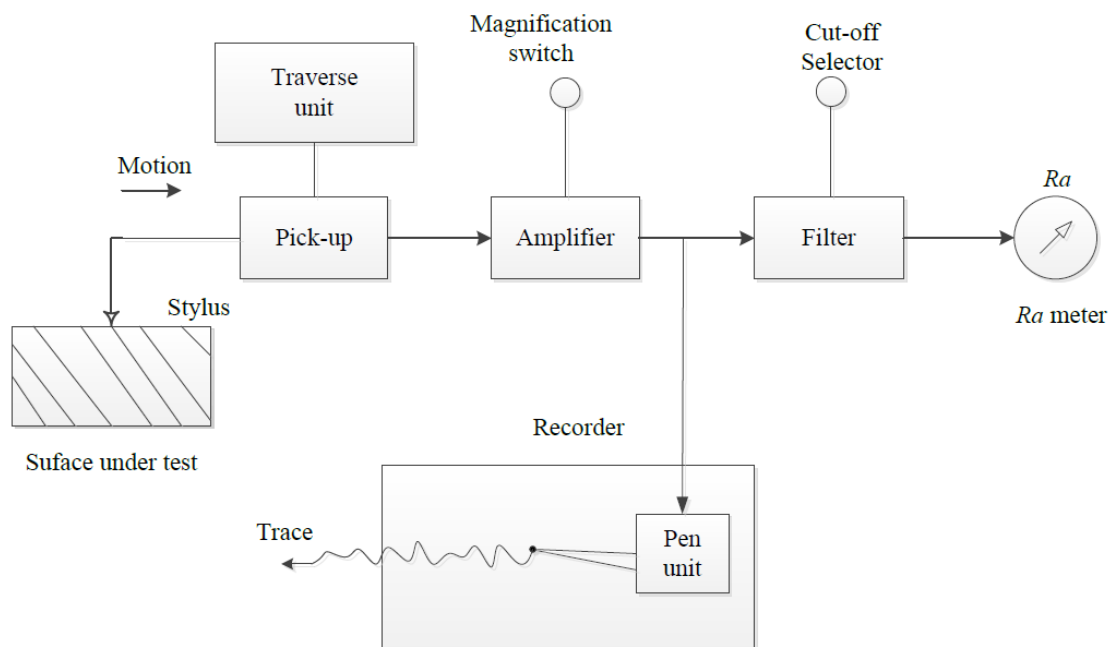 Magnification
switch
Cut-off
Selector
Traverse
unit
Motion
Ra
Pick-up
Amplifier
Filter
Stylus
Ra meter
Suface under test
Recorder
Trace
Pen
unit